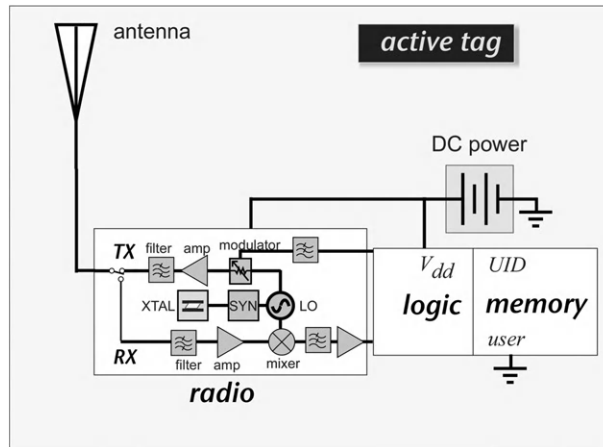 antenna
active tag
DC power
TX
filter
amp
modulator
Vdd
UID
XTAL
SYN
LO
logic
memory
RX
filter
amp
mixer
user
radio